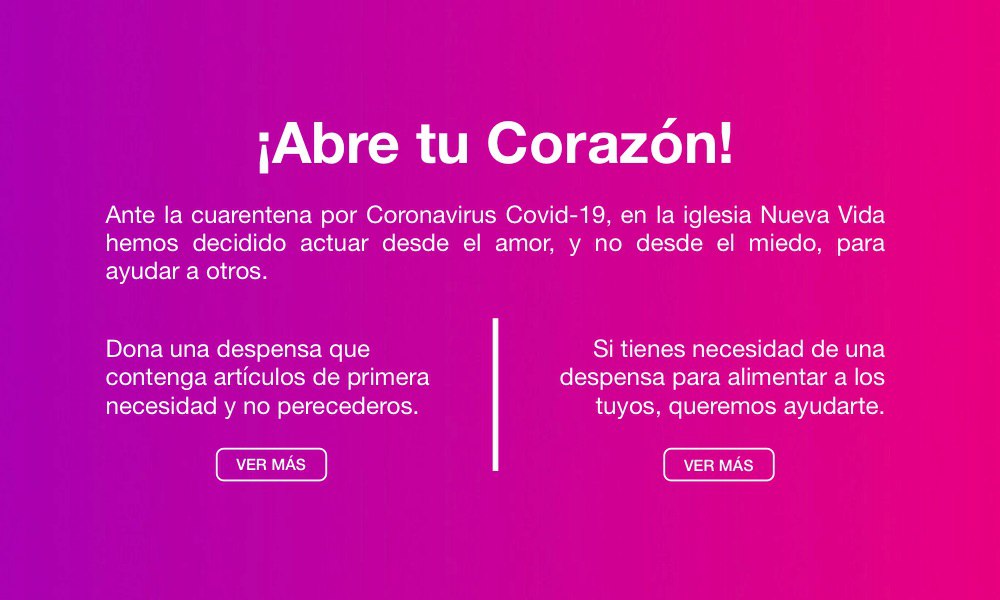 ¡Abre tu Corazón!
Ante la cuarentena por Coronavirus Covid-19, en la iglesia Nueva Vida
hemos decidido actuar desde el amor, y no desde el miedo, para
ayudar a otros.
Dona una despensa que
contenga artículos de primera
necesidad y no perecederos.
VER MÁS
Si tienes necesidad de una
despensa para alimentar a los
tuyos, queremos ayudarte.
VER MÁS